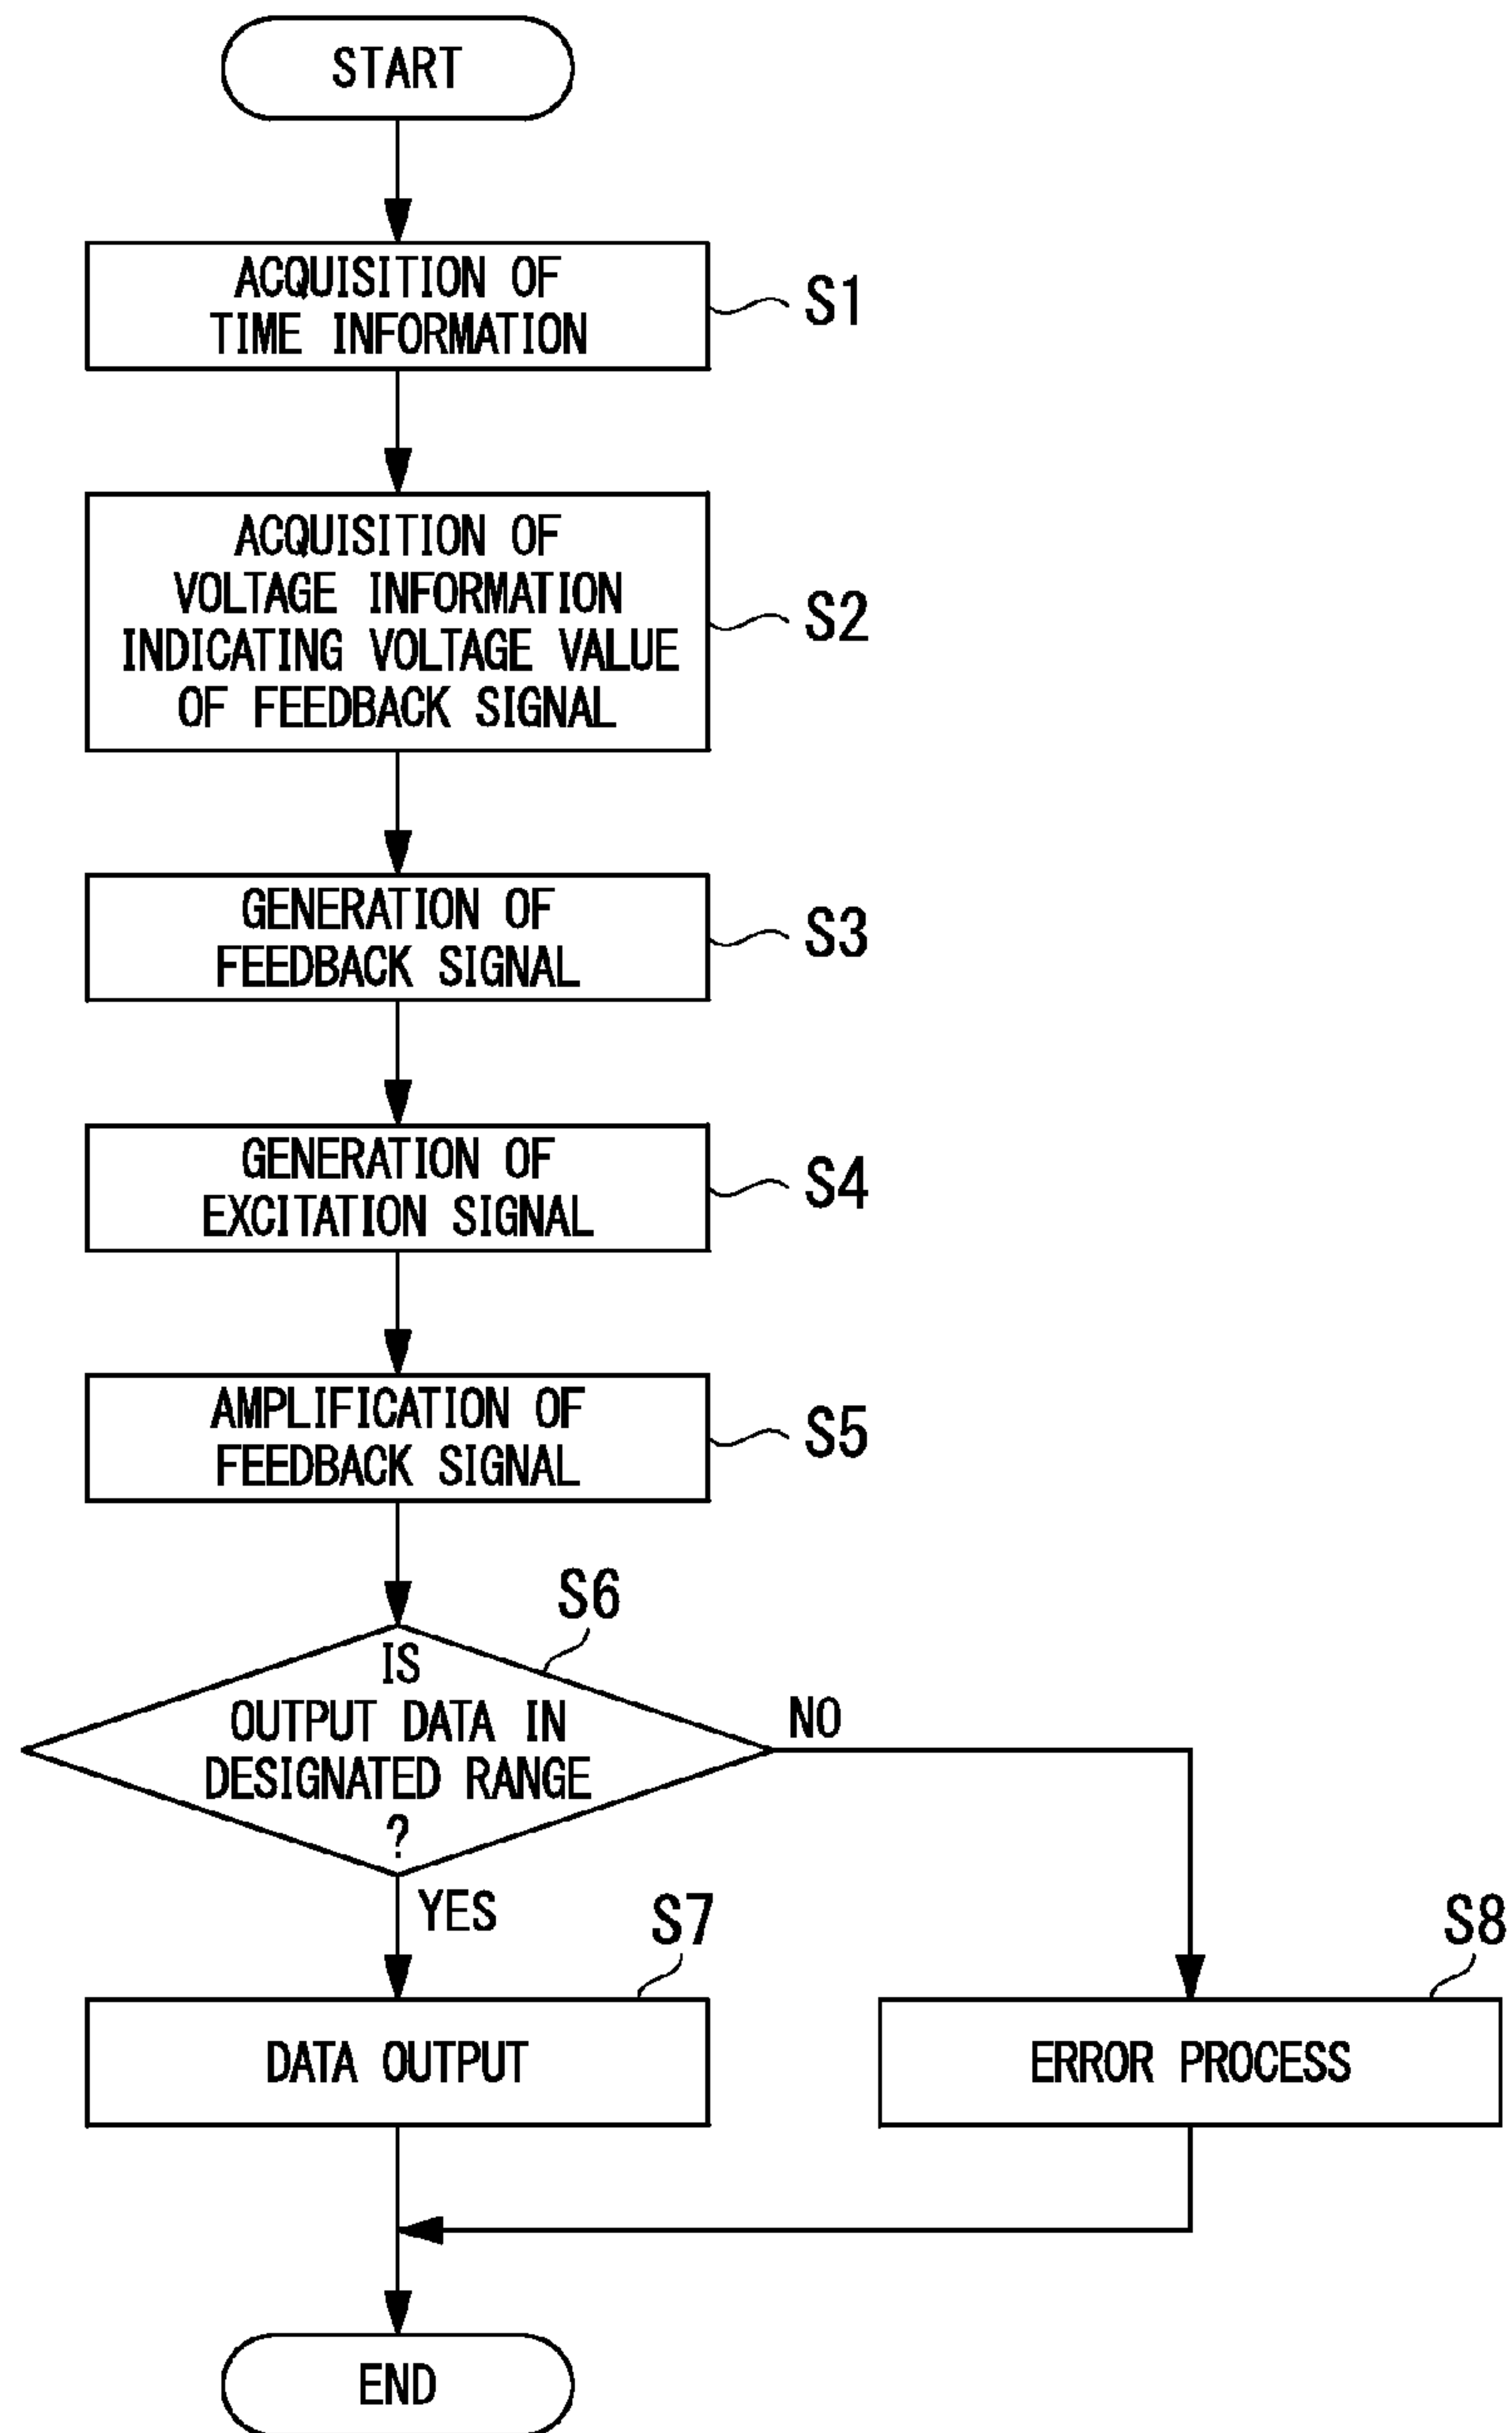 START
ACQUISITION OF
TIME INFORMATION
S1
ACQUISITION OF
VOLTAGE INFORMATION
INDICATING VOLTAGE VALUE
OF FEEDBACK SIGNAL
S2
GENERATION OF
FEEDBACK SIGNAL
S3
GENERATION OF
EXCITATION SIGNAL
S4
AMPLIFICATION OF
FEEDBACK SIGNAL
S5
S6
IS
OUTPUT DATA IN
DESIGNATED RANGE
?
NO
YES
S7
S8
DATA OUTPUT
ERROR PROCESS
END